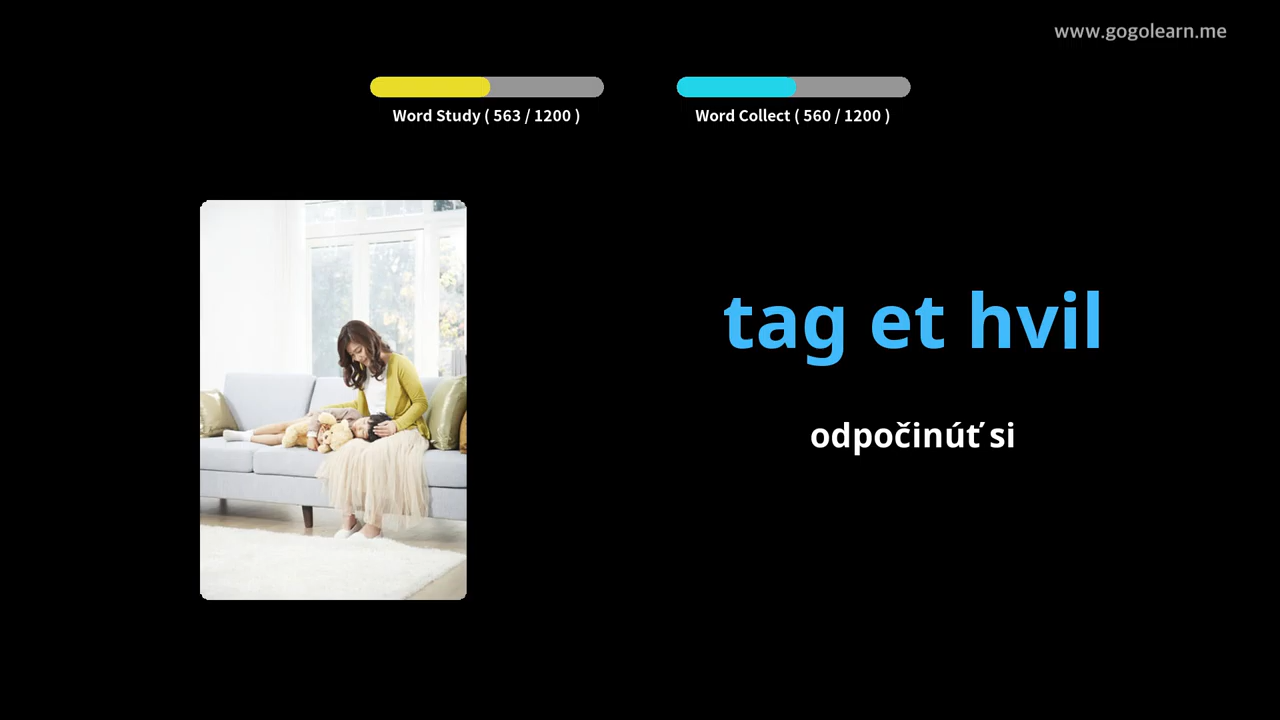 www.gogolearn.me
Word Study ( 563 / 1200 )
Word Collect ( 560 / 1200 )
tag et hvil
odpočinúť si